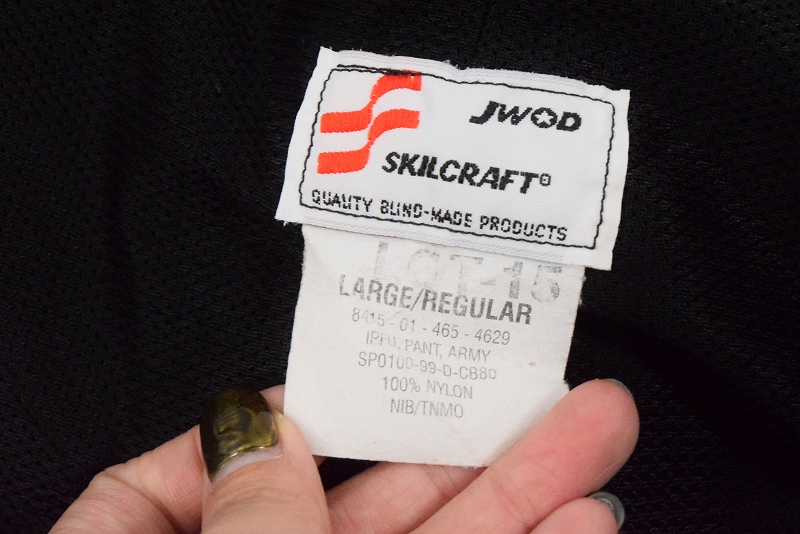 JWOD
SKILCRAFT®
QUALITY BLIND-MADE PRODUCTS
LOT-15
LARGE/REGULAR
8415-01-465-4629
IPFU, PANT, ARMY
SP0100-99-D-CB80
100% NYLON
NIB/TNMO